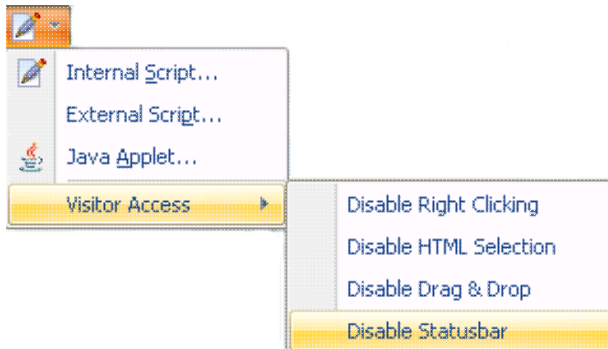 Internal Script...
External Script...
Java Applet...
Visitor Access
Disable Right Clicking
Disable HTML Selection
Disable Drag & Drop
Disable Statusbar